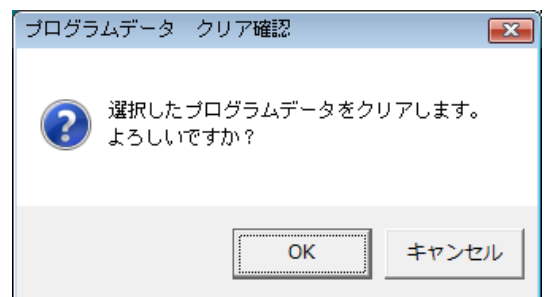 プログラムデータ　クリア確認
選択したプログラムデータをクリアします。
よろしいですか？
OK
キャンセル